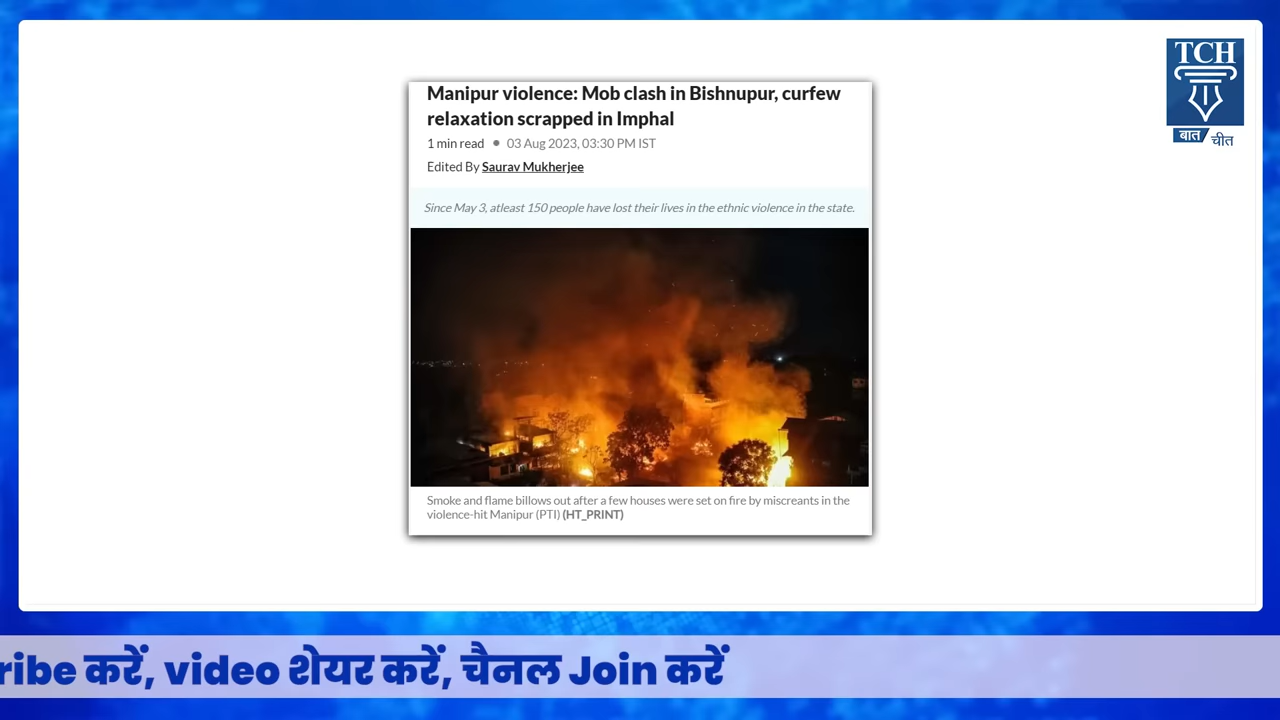 TCH
बात
चीत
Manipur violence: Mob clash in Bishnupur, curfew
relaxation scrapped in Imphal
1 min read • 03 Aug 2023, 03:30 PM IST
Edited By Saurav Mukherjee
Since May 3, atleast 150 people have lost their lives in the ethnic violence in the state.
Smoke and flame billows out after a few houses were set on fire by miscreants in the
violence-hit Manipur (PTI) (HT_PRINT)
ribe करें, video शेयर करें, चैनल Join करें